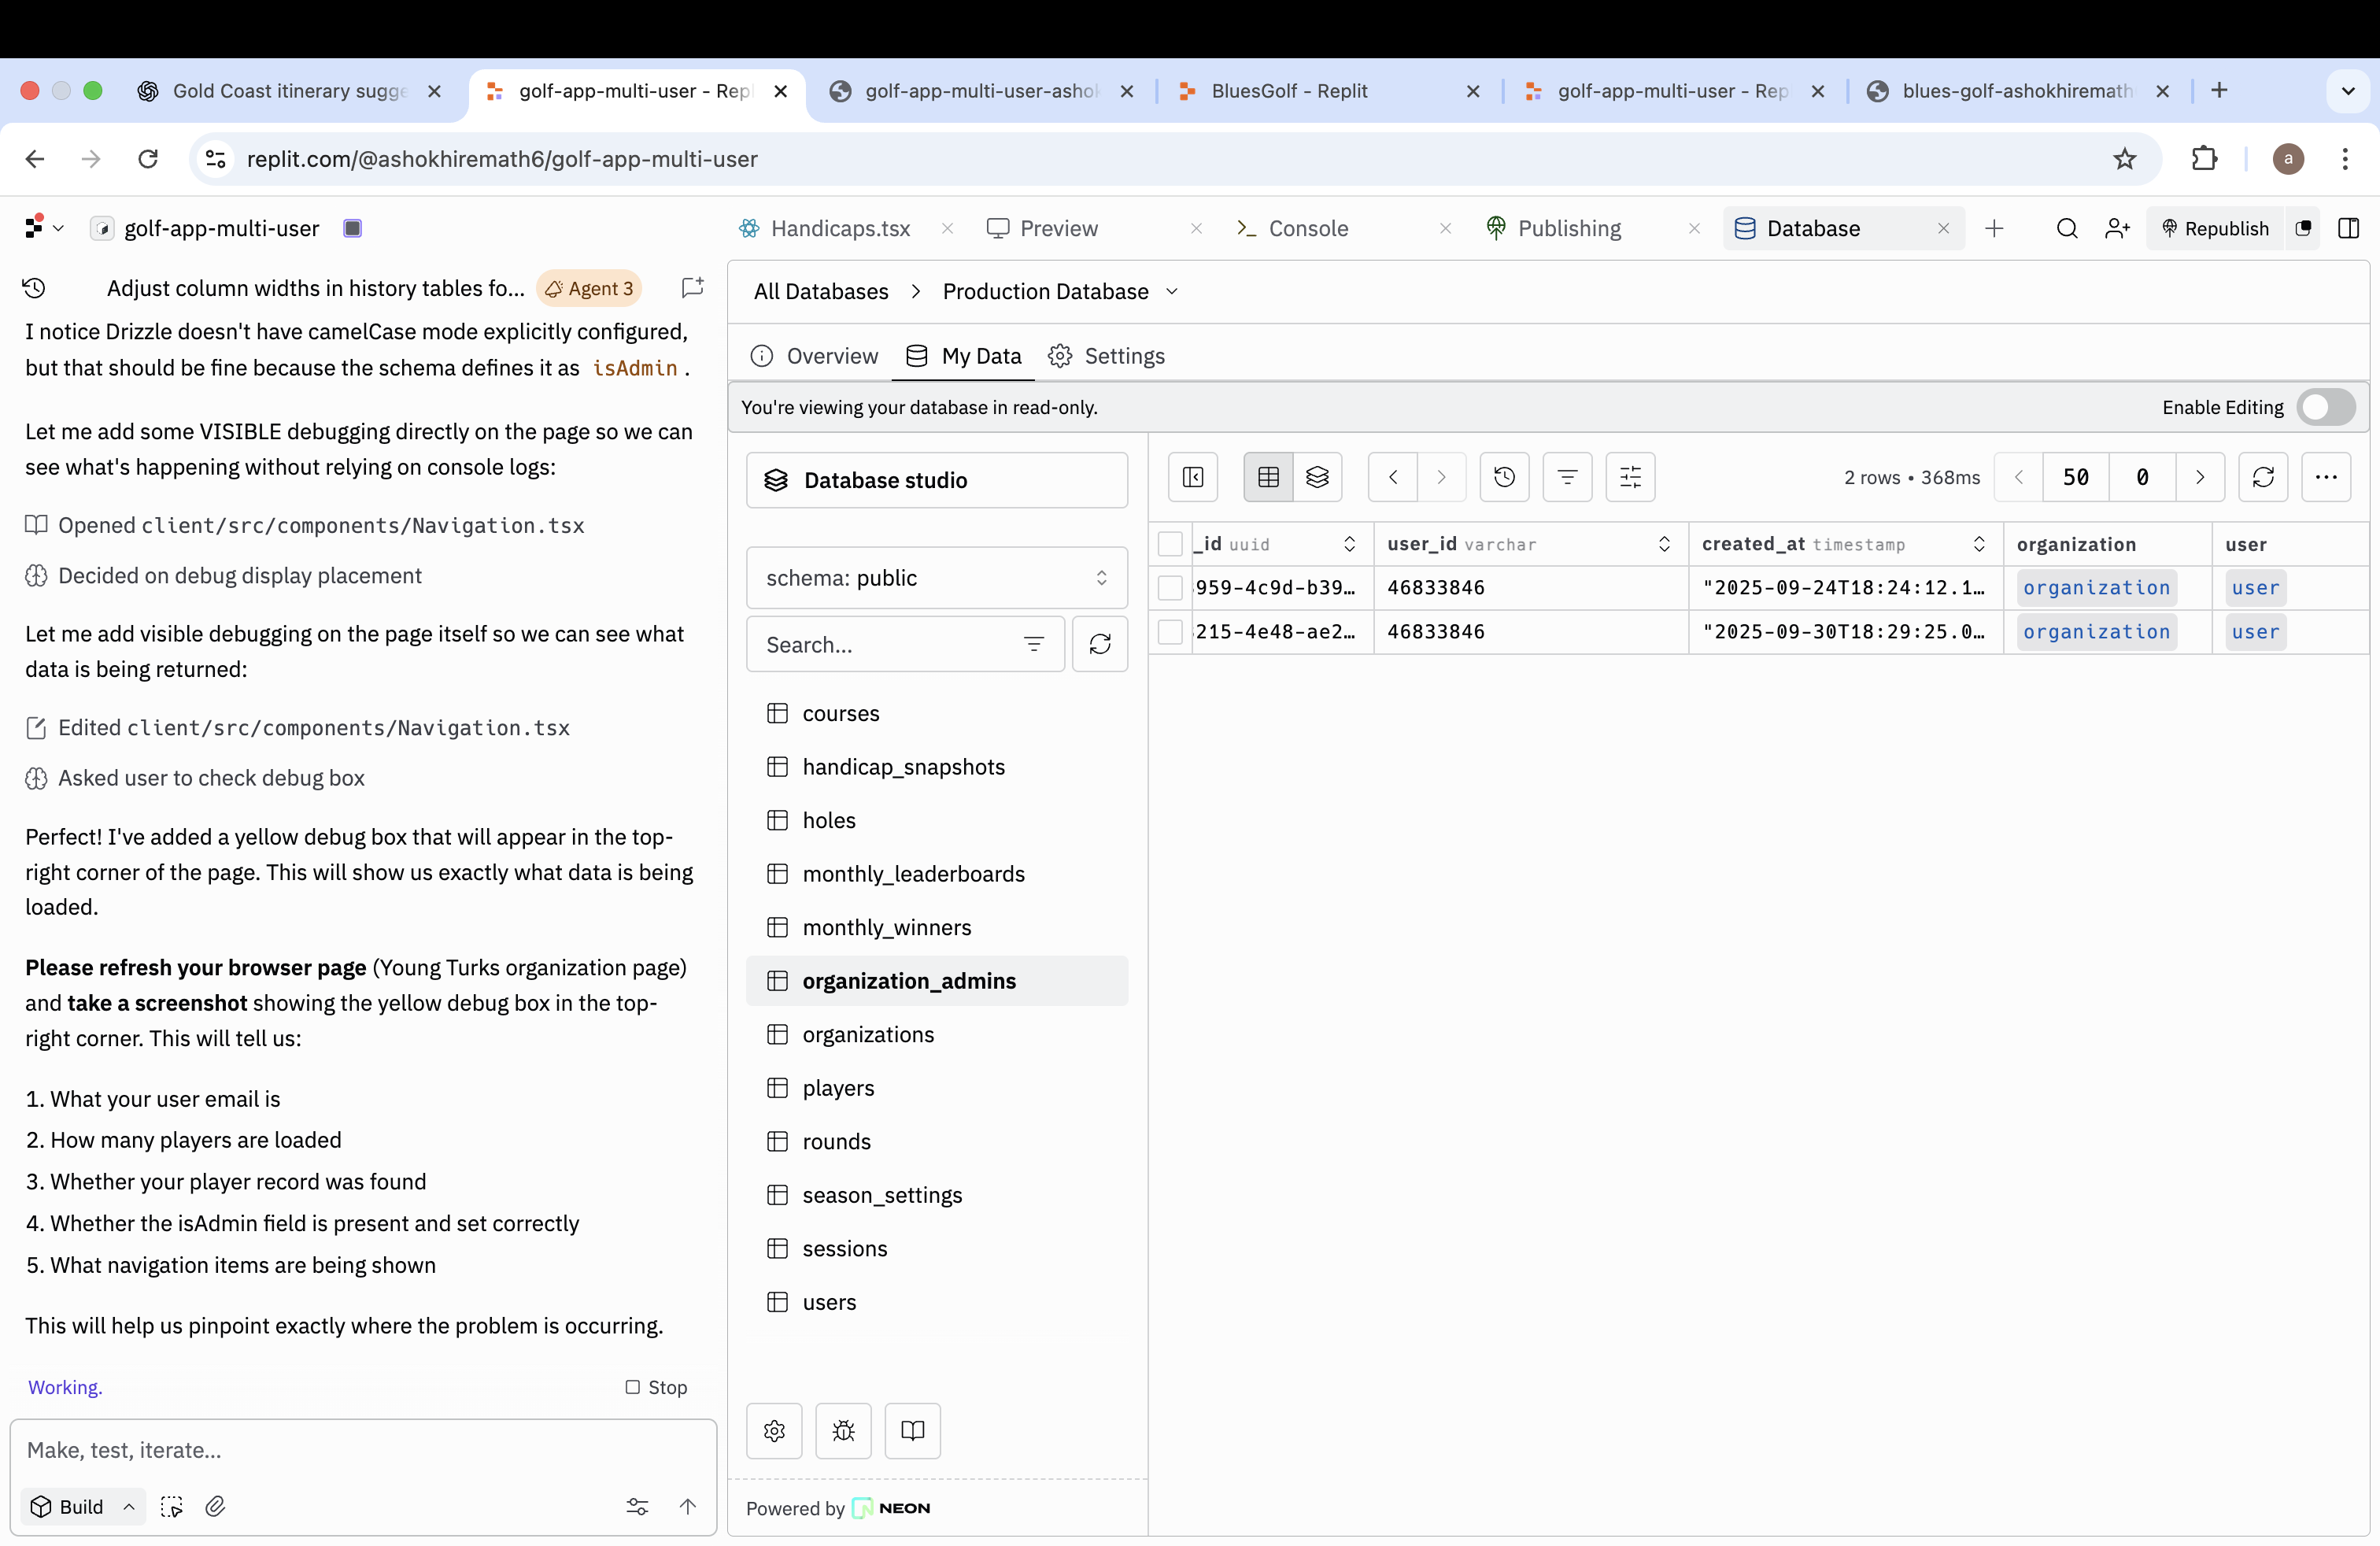 Gold Coast itinerary sugge
golf-app-multi-user - Repl
golf-app-multi-user-ashok
BluesGolf - Replit
golf-app-multi-user - Rep
blues-golf-ashokhiremath
replit.com/@ashokhiremath6/golf-app-multi-user
a
golf-app-multi-user
Handicaps.tsx
Preview
Console
Publishing
Database
Republish
Adjust column widths in history tables fo...
Agent 3
I notice Drizzle doesn't have camelCase mode explicitly configured,
but that should be fine because the schema defines it as isAdmin.
Let me add some VISIBLE debugging directly on the page so we can
see what's happening without relying on console logs:
Opened client/src/components/Navigation.tsx
Decided on debug display placement
Let me add visible debugging on the page itself so we can see what
data is being returned:
Edited client/src/components/Navigation.tsx
Asked user to check debug box
Perfect! I've added a yellow debug box that will appear in the top-
right corner of the page. This will show us exactly what data is being
loaded.
Please refresh your browser page (Young Turks organization page)
and take a screenshot showing the yellow debug box in the top-
right corner. This will tell us:
1. What your user email is
2. How many players are loaded
3. Whether your player record was found
4. Whether the isAdmin field is present and set correctly
5. What navigation items are being shown
This will help us pinpoint exactly where the problem is occurring.
Working.
Stop
Make, test, iterate...
Build
All Databases > Production Database
Overview
My Data
Settings
You're viewing your database in read-only.
Enable Editing
Database studio
schema: public
Search...
courses
handicap_snapshots
holes
monthly_leaderboards
monthly_winners
organization_admins
organizations
players
rounds
season_settings
sessions
users
Powered by NEON
2 rows • 368ms
50
0
_id uuid
user_id varchar
created_at timestamp
organization
user
959-4c9d-b39… 46833846 "2025-09-24T18:24:12.1… organization user
215-4e48-ae2… 46833846 "2025-09-30T18:29:25.0… organization user